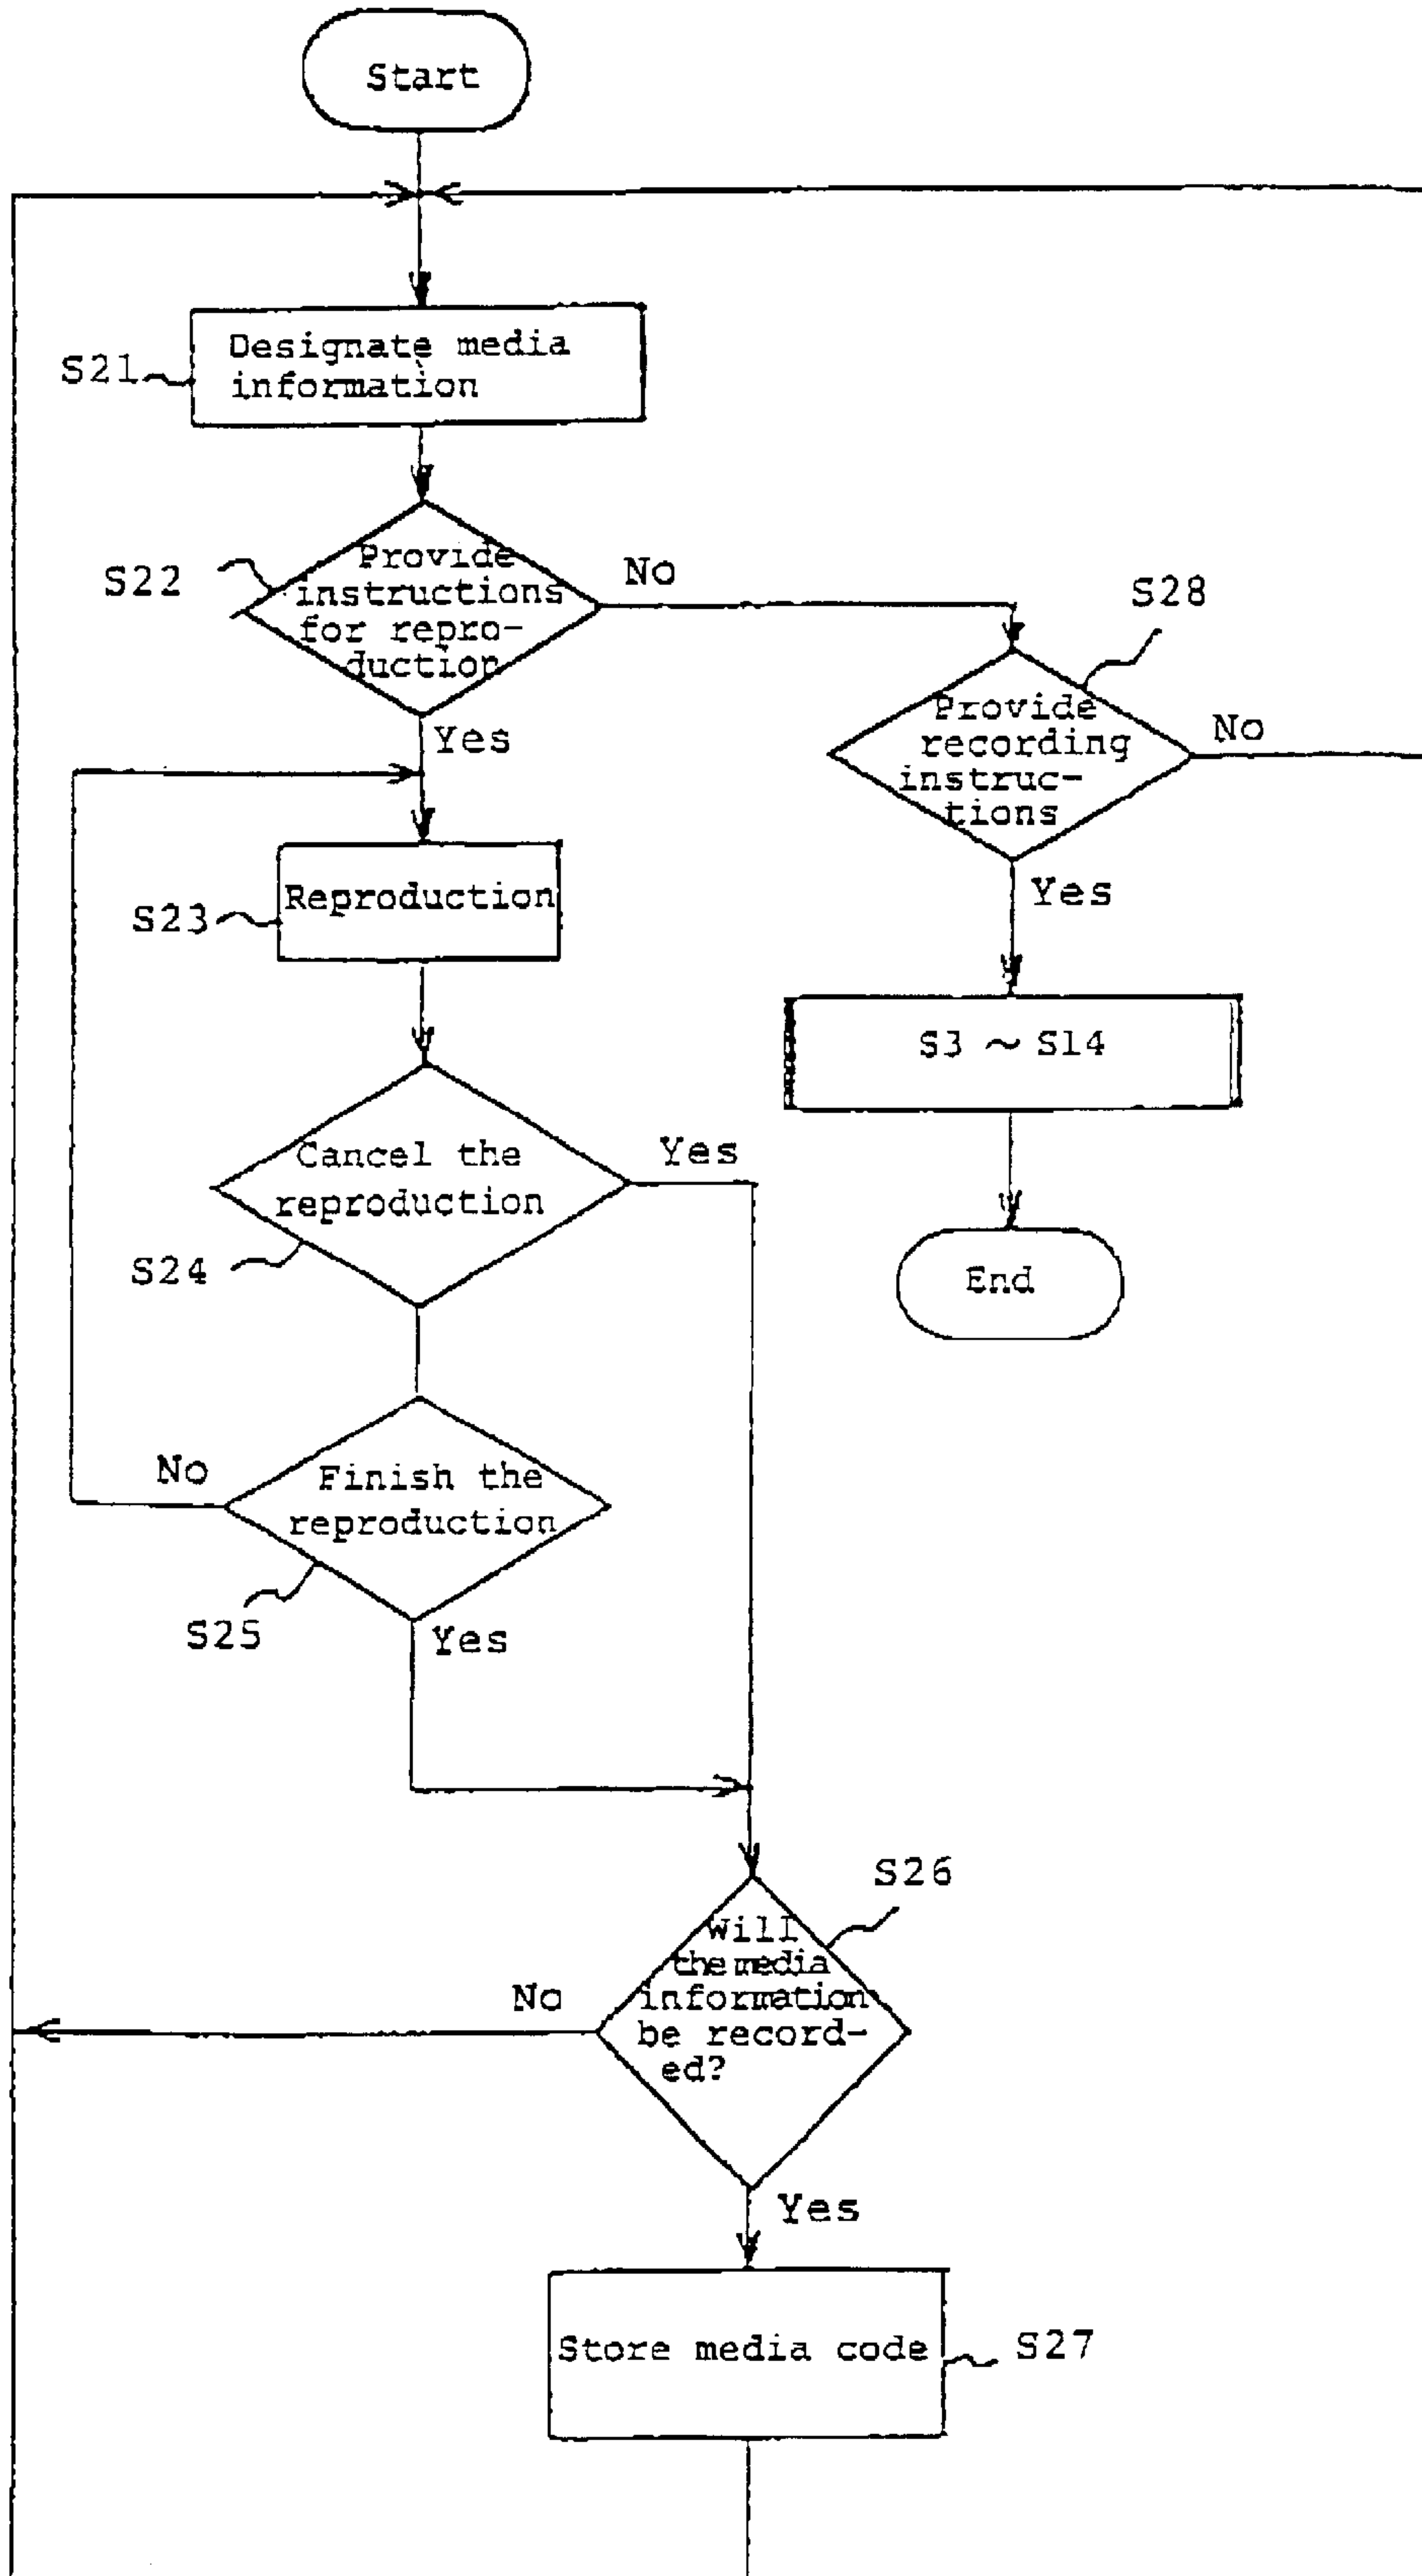 Start
S21
Designate media
information
S22
Provide
instructions
for repro-
duction
No
Yes
S28
Provide
recording
instruc-
tions
No
Yes
S23
Reproduction
S3 ~ S14
End
Cancel the
reproduction
Yes
S24
Finish the
reproduction
No
S25
Yes
S26
Will
the media
information
be record-
ed?
No
Yes
Store media code
S27